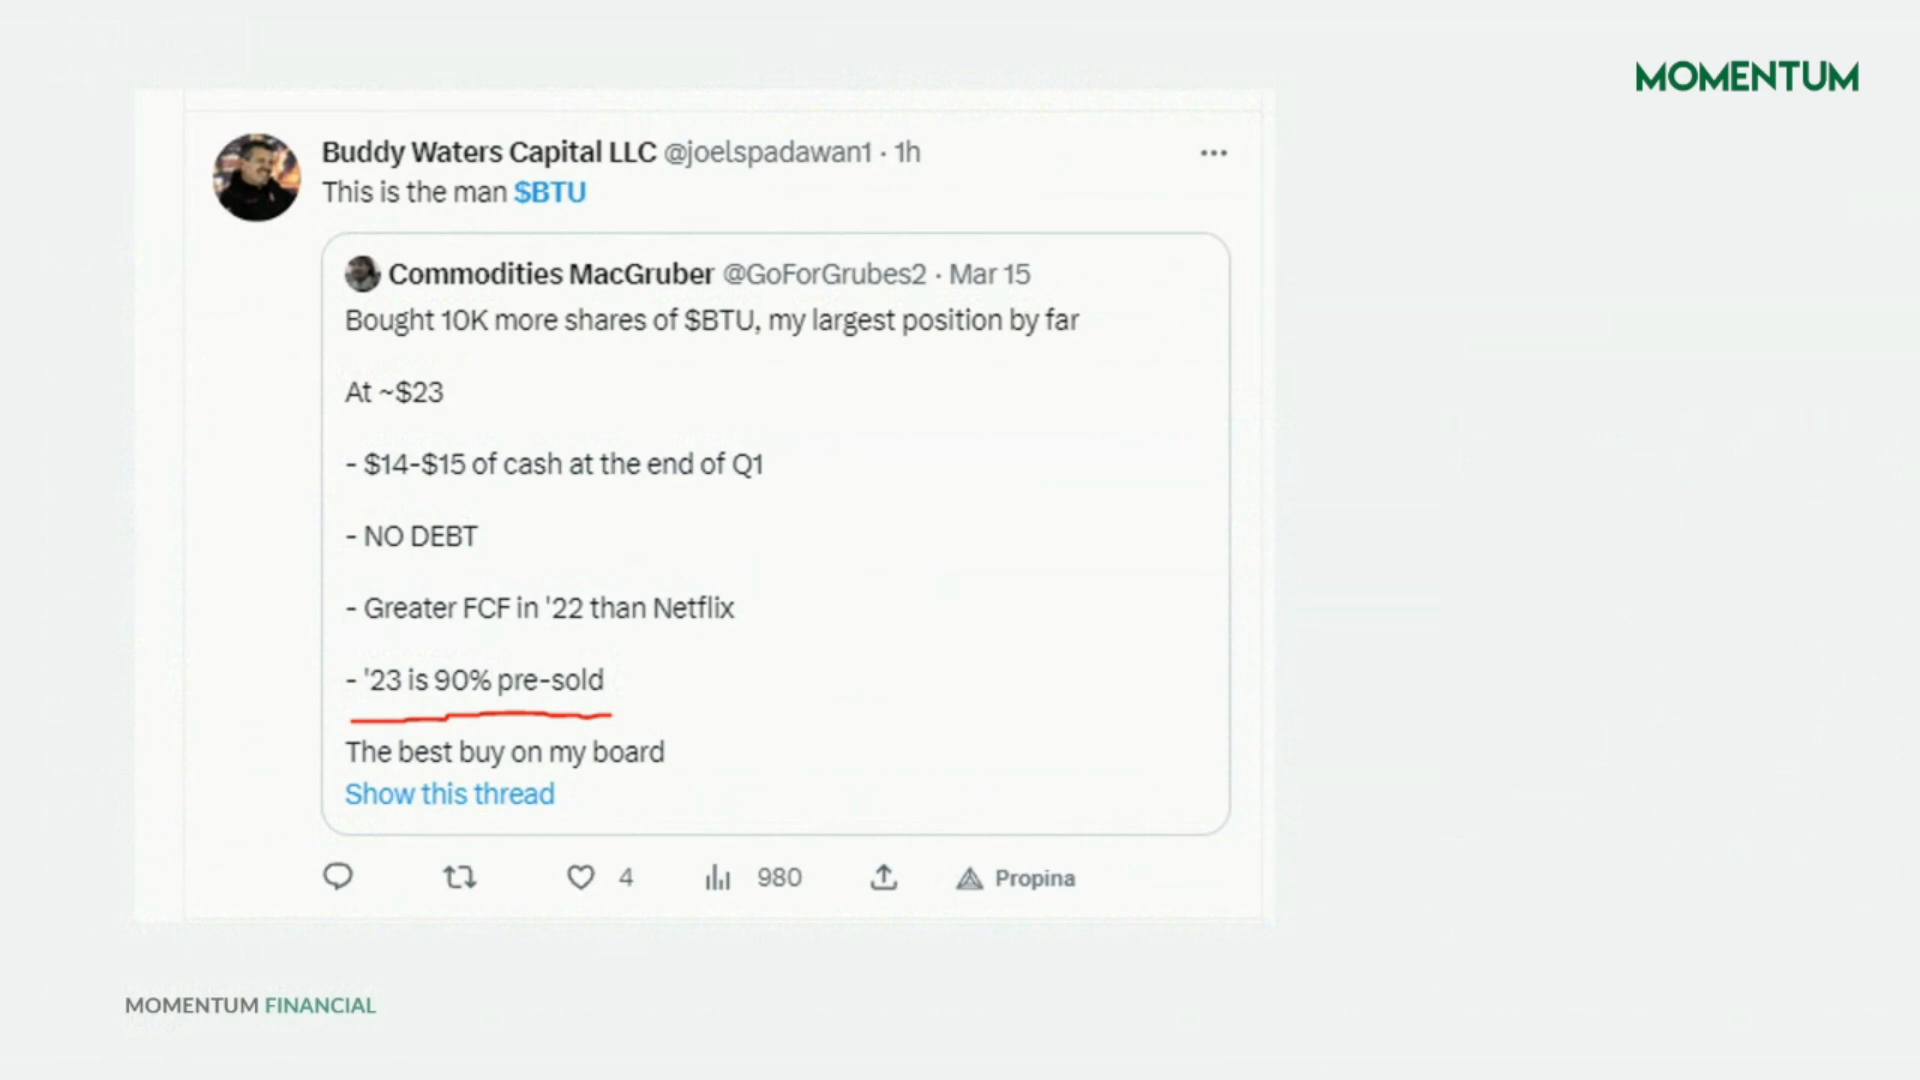 MOMENTUM
Buddy Waters Capital LLC @joelspadawan1 · 1h
This is the man $BTU
Commodities MacGruber @GoForGrubes2 · Mar 15
Bought 10K more shares of $BTU, my largest position by far
At ~$23
- $14-$15 of cash at the end of Q1
- NO DEBT
- Greater FCF in '22 than Netflix
- '23 is 90% pre-sold
The best buy on my board
Show this thread
4 980 Propina
MOMENTUM FINANCIAL